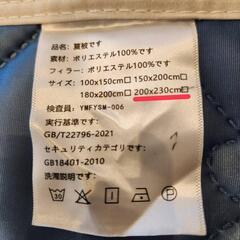 品名：夏被です
素材：ポリエステル100%です
フィラー：ポリエステル100%です
サイズ：100x150cm□150x200cm□
180x200cm□200x230cm□
検査員：YMFYSM-006
実行基準です：
GB/T22796-2021
セキュリティカテゴリです：
GB18401-2010
洗濯説明です：